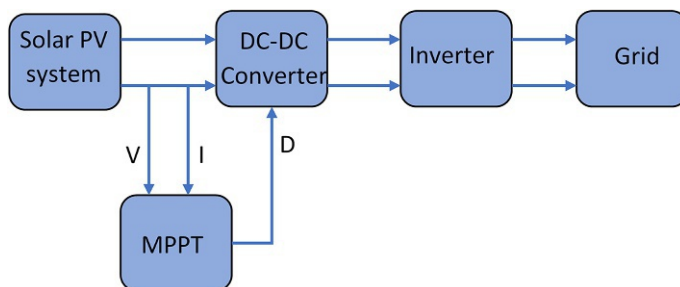 Solar PV
system
DC-DC
Converter
Inverter
Grid
V
I
D
MPPT